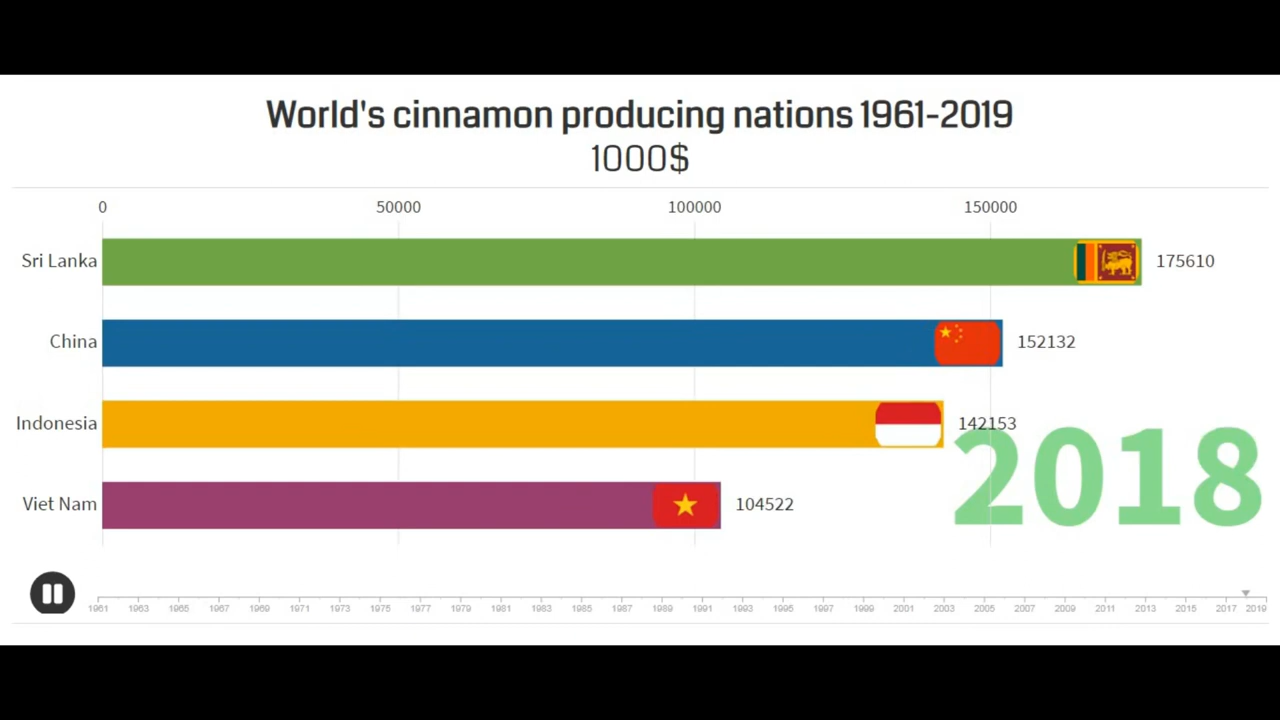 World's cinnamon producing nations 1961-2019
1000$
0 50000 100000 150000
Sri Lanka 175610
China 152132
Indonesia 142153
2018
Viet Nam 104522
1961 1963 1965 1967 1969 1971 1973 1975 1977 1979 1981 1983 1985 1987 1989 1991 1993 1995 1997 1999 2001 2003 2005 2007 2009 2011 2013 2015 2017 2019